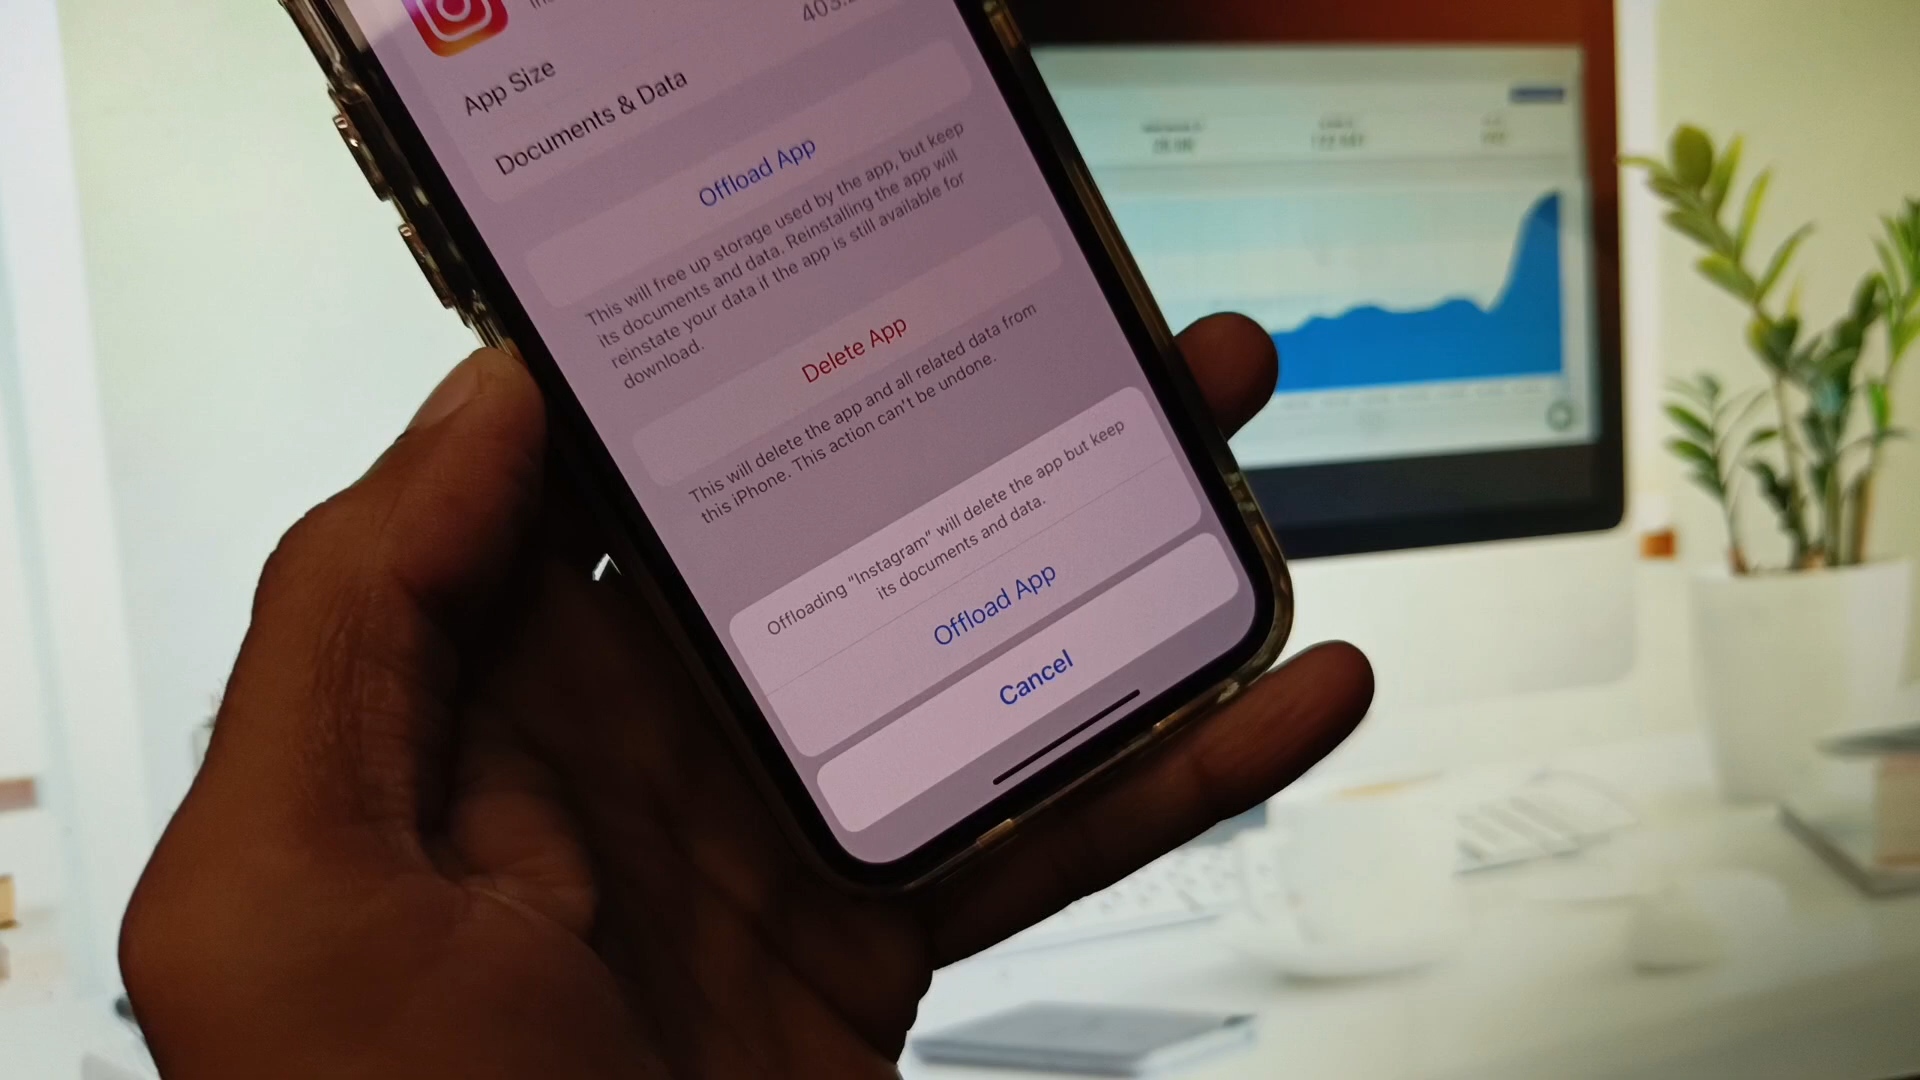 App Size
Documents & Data
Offload App
This will free up storage used by the app, but keep
its documents and data. Reinstalling the app will
reinstate your data if the app is still available for
download.
Delete App
This will delete the app and all related data from
this iPhone. This action can't be undone.
Offloading "Instagram" will delete the app but keep
its documents and data.
Offload App
Cancel